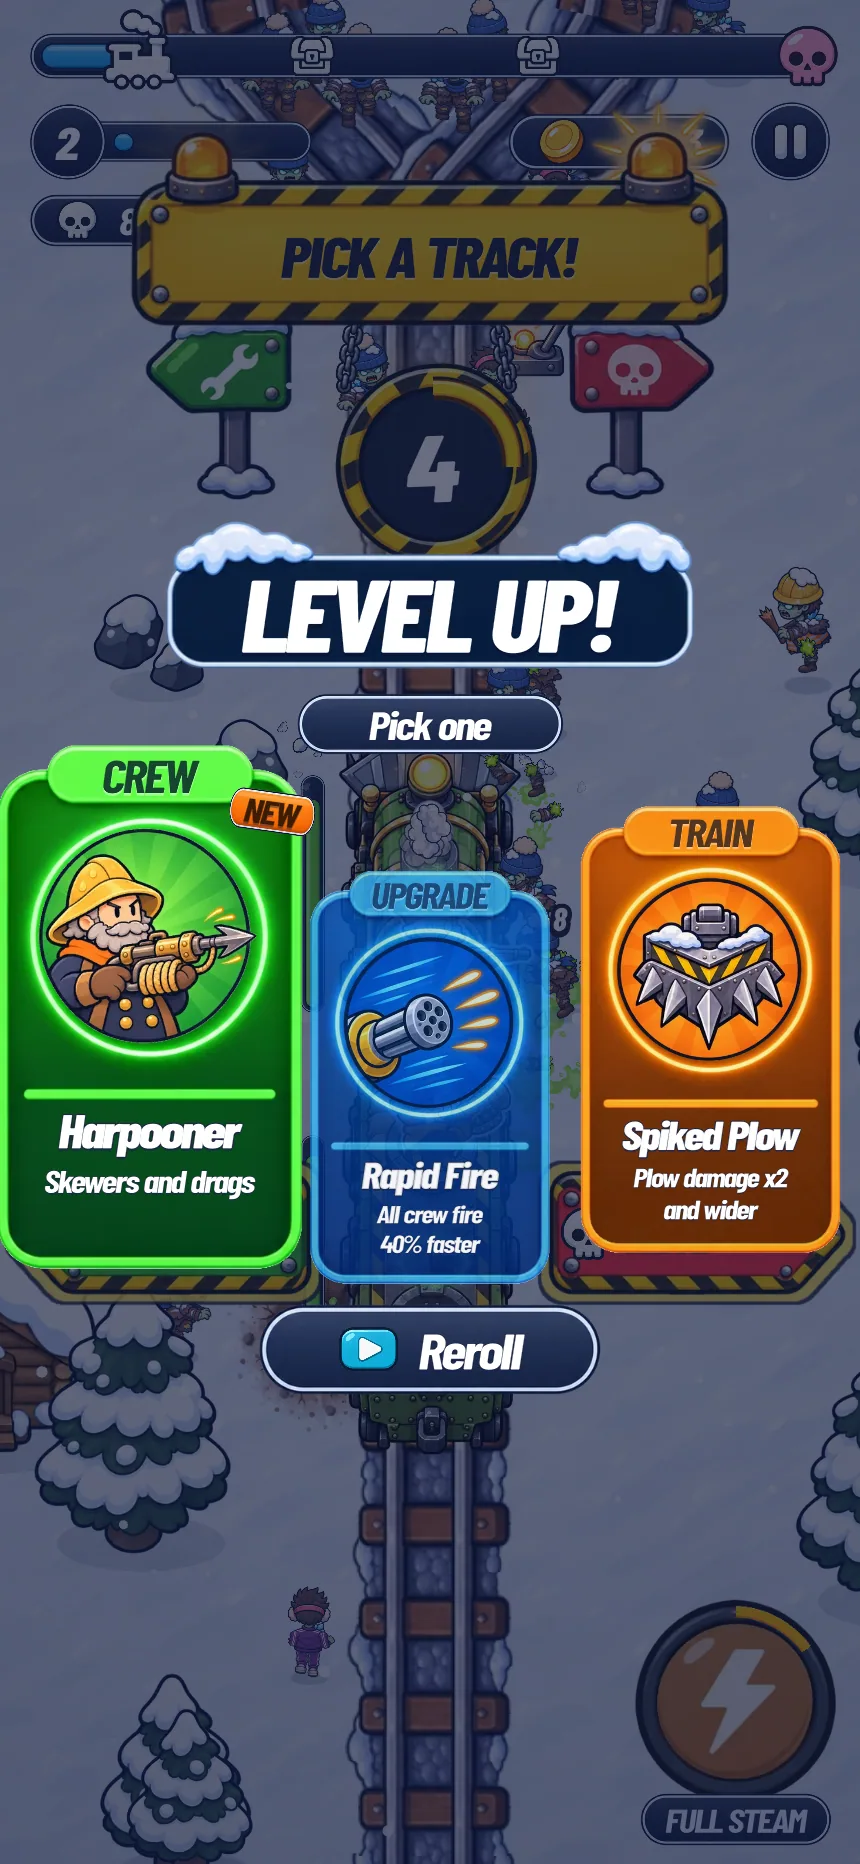 2
8
PICK A TRACK!
4
LEVEL UP!
Pick one
CREW
NEW
Harpooner
Skewers and drags
UPGRADE
Rapid Fire
All crew fire
40% faster
8
TRAIN
Spiked Plow
Plow damage x2
and wider
Reroll
FULL STEAM